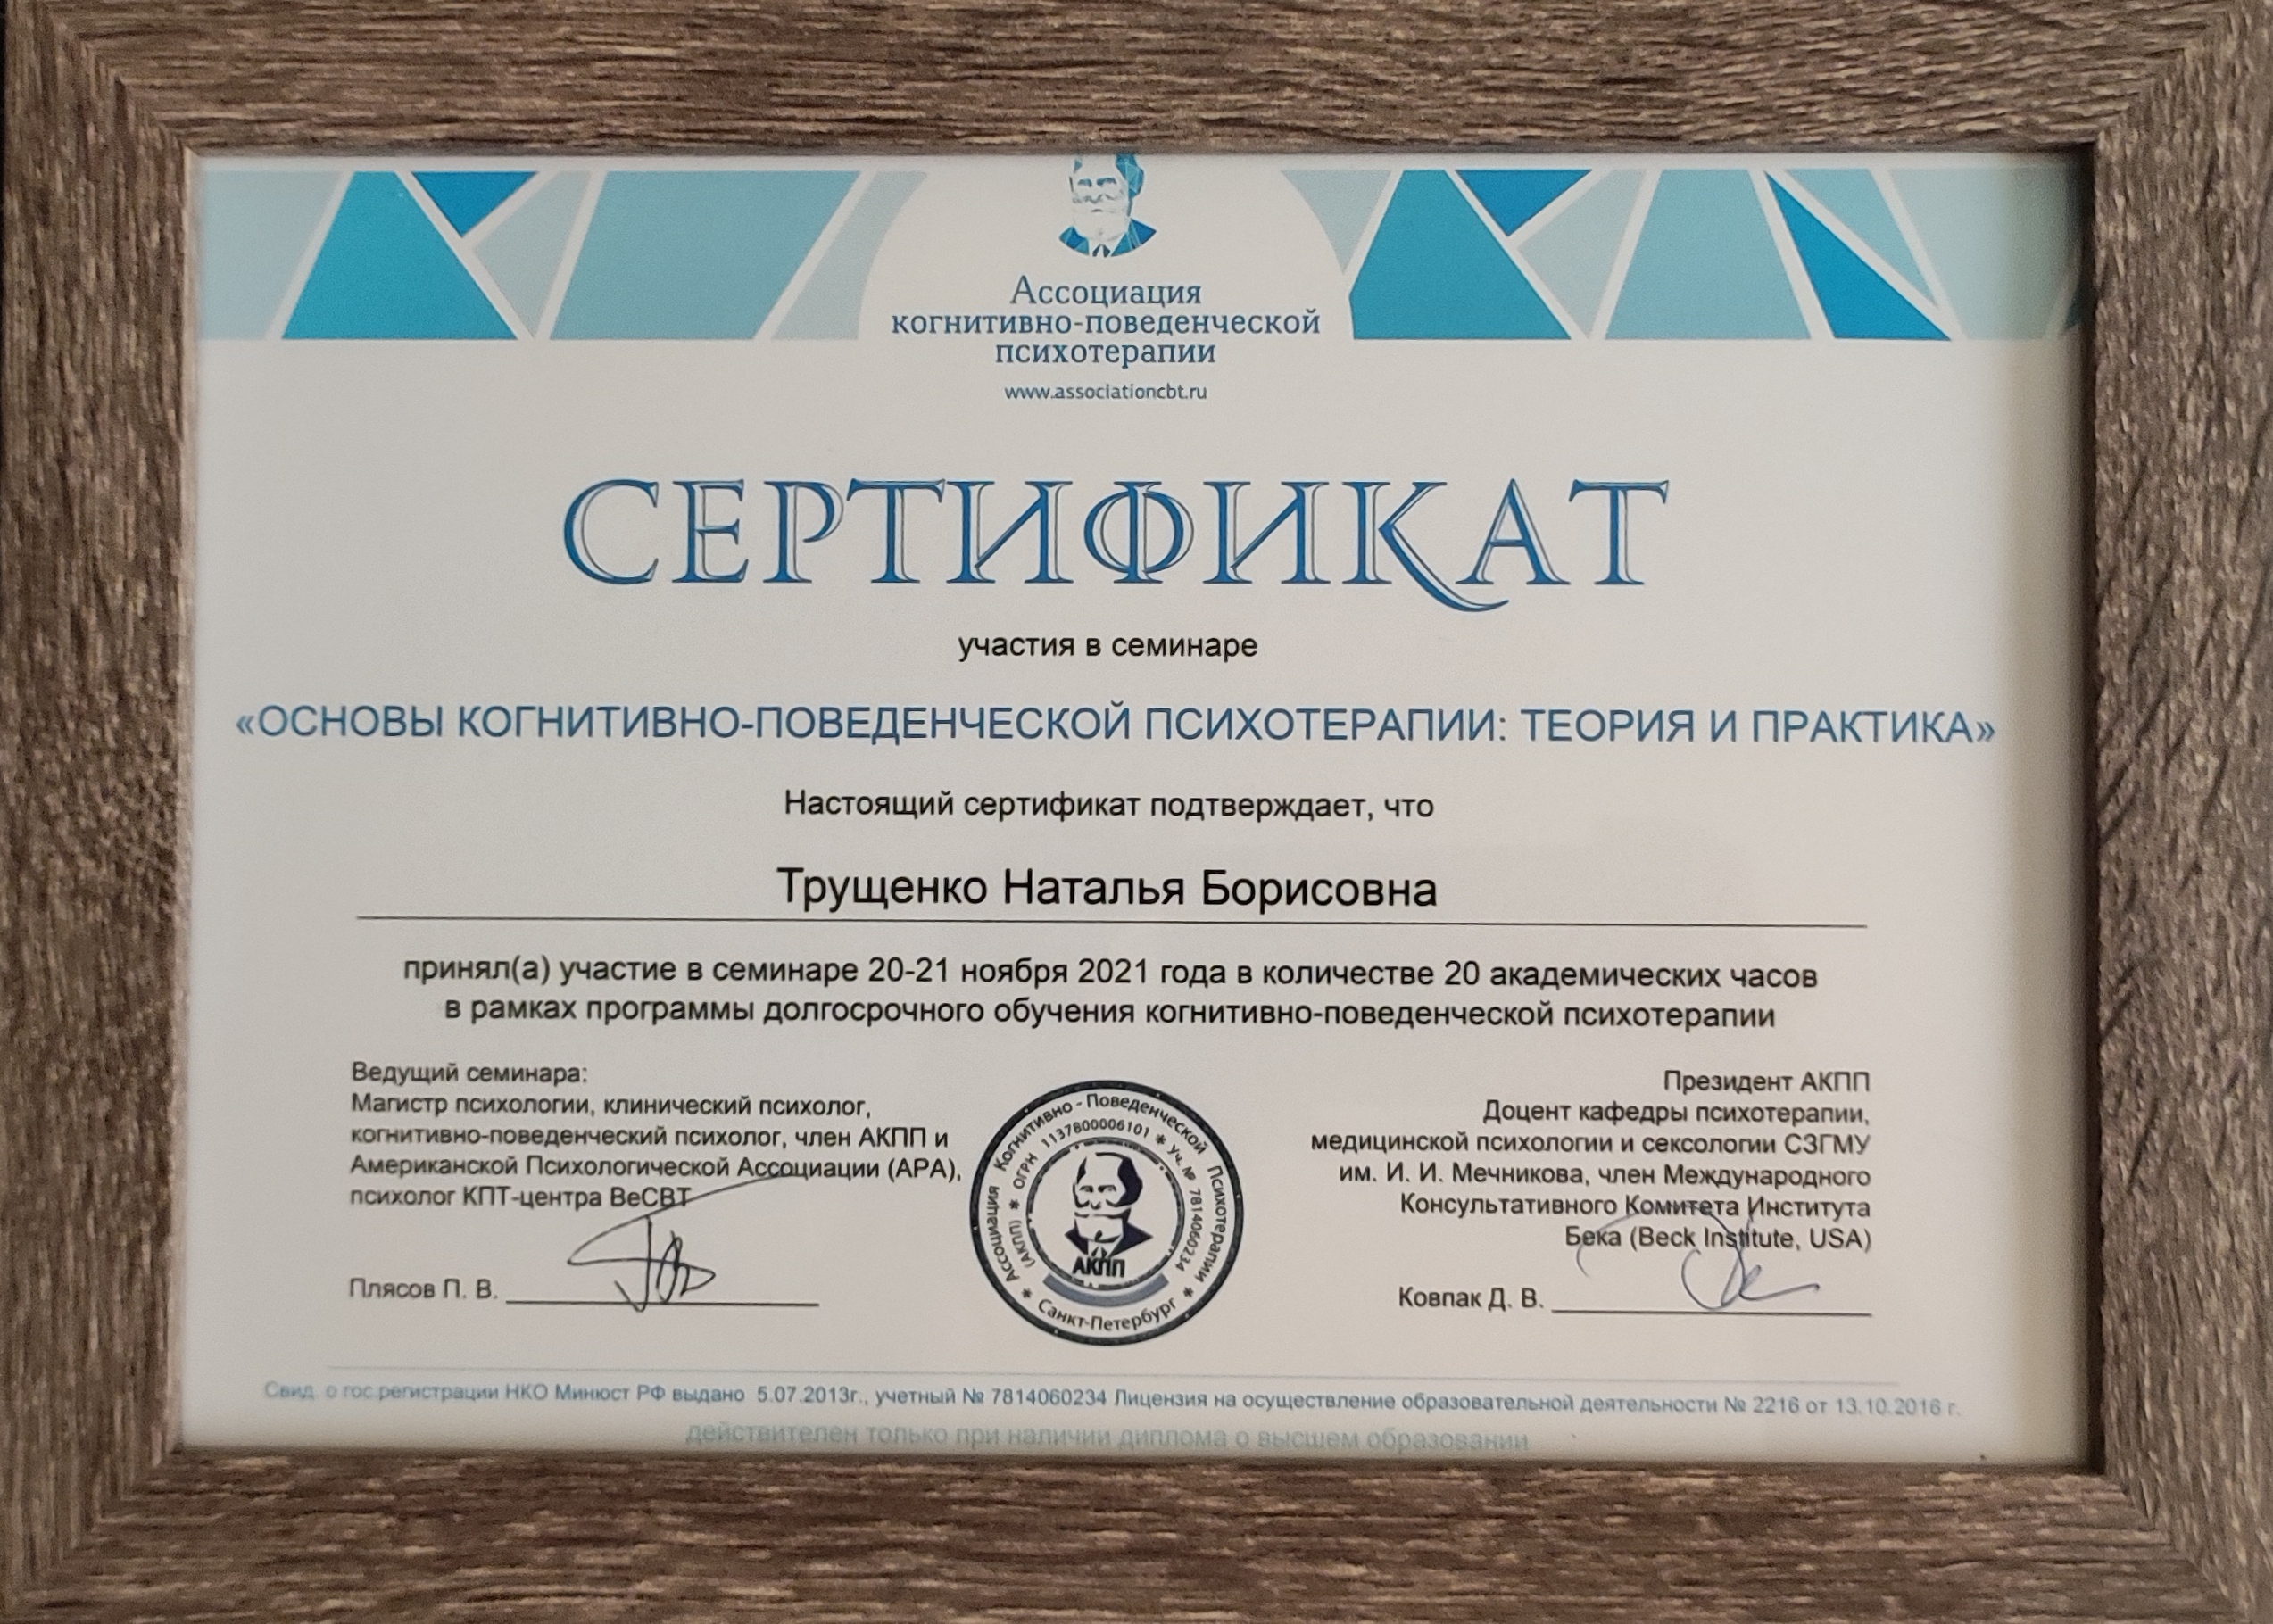 Ассоциация
когнитивно-поведенческой
психотерапии
www.associationcbt.ru
СЕРТИФИКАТ
участия в семинаре
«ОСНОВЫ КОГНИТИВНО-ПОВЕДЕНЧЕСКОЙ ПСИХОТЕРАПИИ: ТЕОРИЯ И ПРАКТИКА»
Настоящий сертификат подтверждает, что
Трущенко Наталья Борисовна
принял(а) участие в семинаре 20-21 ноября 2021 года в количестве 20 академических часов
в рамках программы долгосрочного обучения когнитивно-поведенческой психотерапии
Ведущий семинара:
Магистр психологии, клинический психолог,
когнитивно-поведенческий психолог, член АКПП и
Американской Психологической Ассоциации (APA),
психолог КПТ-центра BeCBT
Плясов П. В.
Ассоциация Когнитивно - Поведенческой Психотерапии
(АКПП) * ОГРН 1137800006101 * Уч. № 7814060234
АКПП
* Санкт-Петербург *
Президент АКПП
Доцент кафедры психотерапии,
медицинской психологии и сексологии СЗГМУ
им. И. И. Мечникова, член Международного
Консультативного Комитета Института
Бека (Beck Institute, USA)
Ковпак Д. В.
Свид. о гос.регистрации НКО Минюст РФ выдано 5.07.2013г., учетный № 7814060234 Лицензия на осуществление образовательной деятельности № 2216 от 13.10.2016 г.
действителен только при наличии диплома о высшем образовании